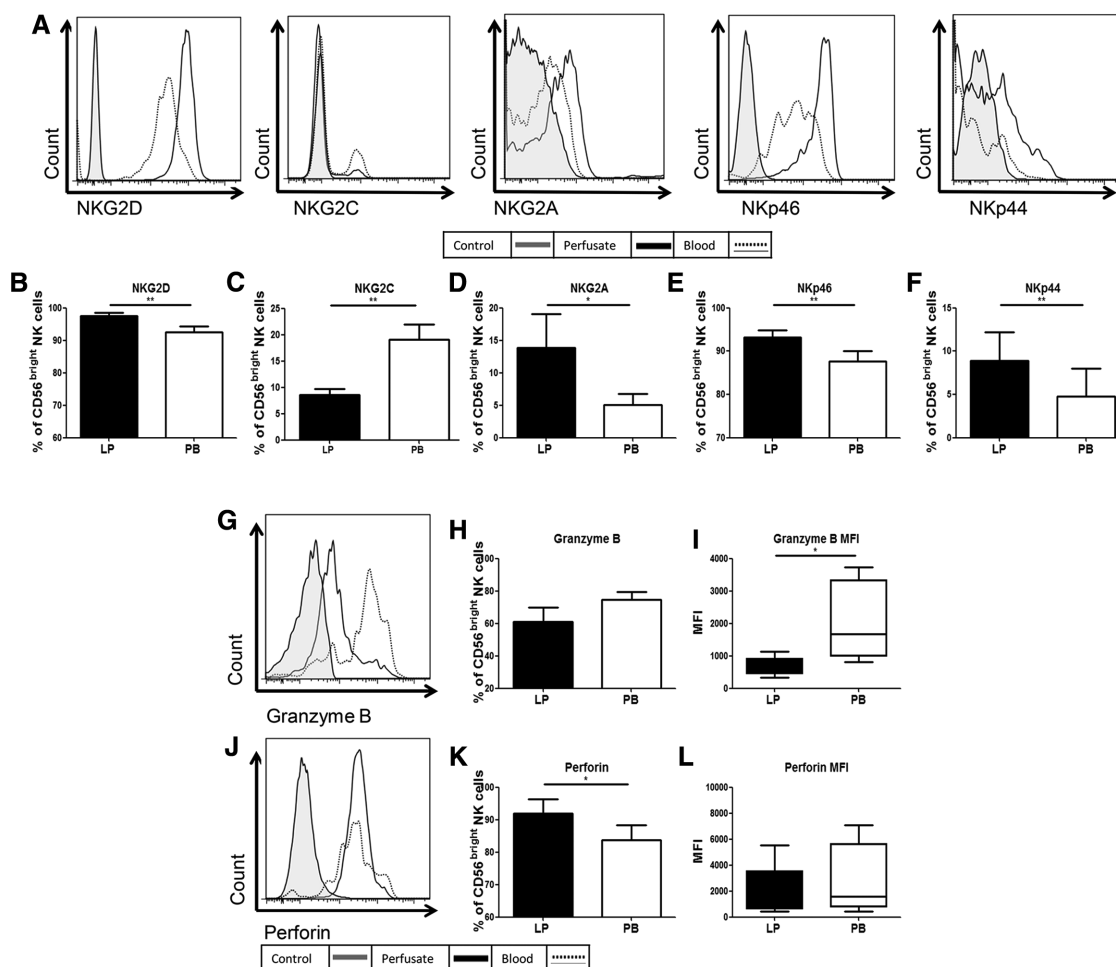 A
Count
NKG2D
Count
NKG2C
Count
NKG2A
Count
NKp46
Count
NKp44
Control Perfusate Blood
B
NKG2D
**
% of CD56 bright NK cells
100
90
80
70
60
LP PB
C
NKG2C
**
% of CD56 bright NK cells
25
20
15
10
5
0
LP PB
D
NKG2A
*
% of CD56 bright NK cells
20
15
10
5
0
LP PB
E
NKp46
**
% of CD56 bright NK cells
100
90
80
70
LP PB
F
NKp44
**
% of CD56 bright NK cells
15
10
5
0
LP PB
G
Count
Granzyme B
H
Granzyme B
% of CD56 bright NK cells
100
80
60
40
20
LP PB
I
Granzyme B MFI
*
MFI
4000
3000
2000
1000
0
LP PB
J
Count
Perforin
K
Perforin
*
% of CD56 bright NK cells
100
90
80
70
60
LP PB
L
Perforin MFI
MFI
10000
8000
6000
4000
2000
0
LP PB
Control Perfusate Blood